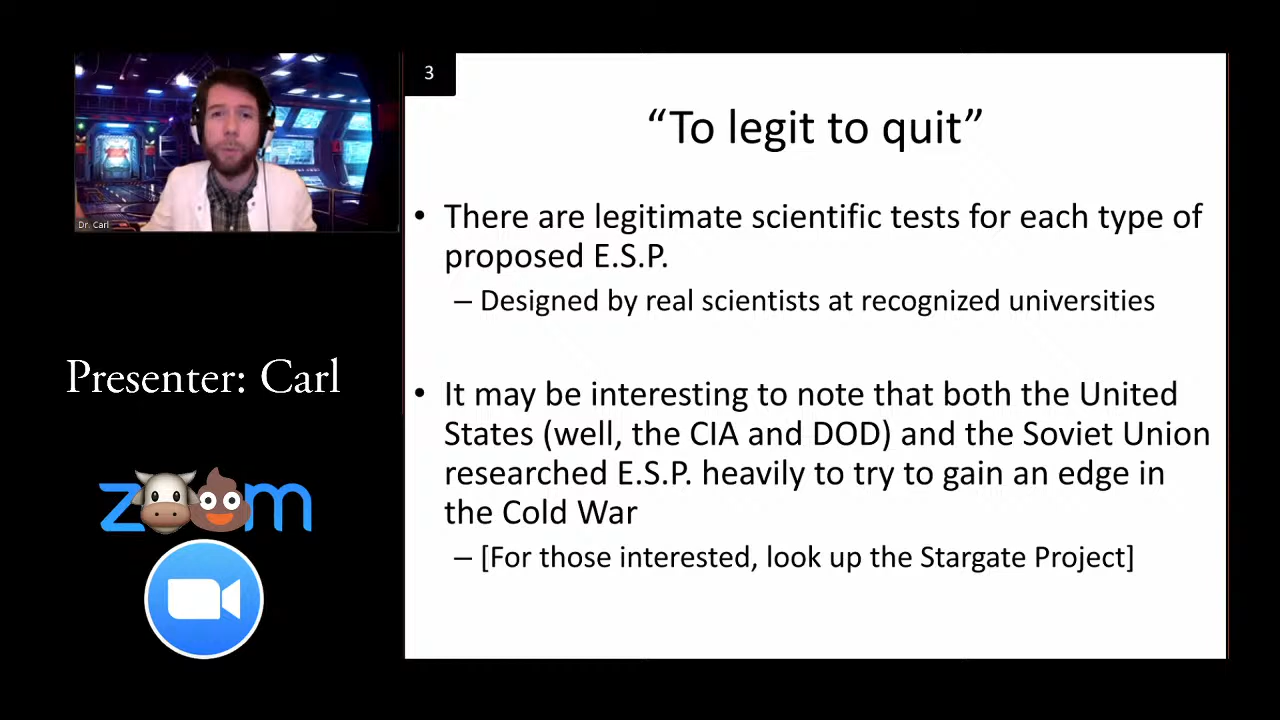 3
“To legit to quit”
• There are legitimate scientific tests for each type of
proposed E.S.P.
– Designed by real scientists at recognized universities
• It may be interesting to note that both the United
States (well, the CIA and DOD) and the Soviet Union
researched E.S.P. heavily to try to gain an edge in
the Cold War
– [For those interested, look up the Stargate Project]
Dr. Carl
Presenter: Carl
z🐮💩m